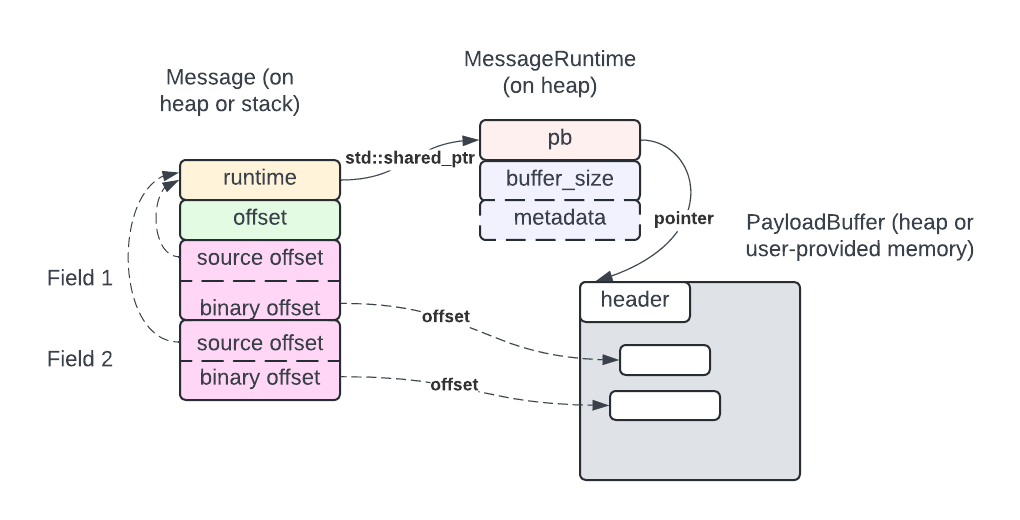 MessageRuntime
(on heap)
Message (on
heap or stack)
pb
std::shared_ptr
runtime
buffer_size
offset
metadata
pointer
PayloadBuffer (heap or
user-provided memory)
Field 1
source offset
binary offset
header
offset
Field 2
source offset
binary offset
offset